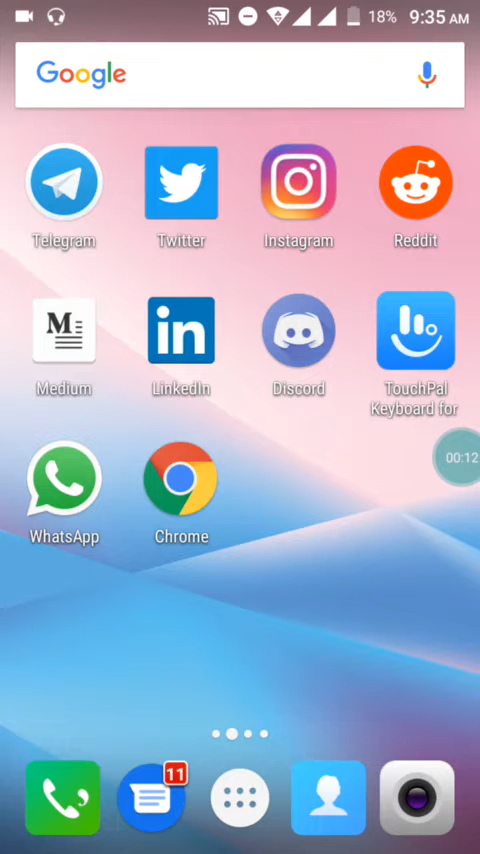 18% 9:35 AM
Google
Telegram Twitter Instagram Reddit
M
in
Medium LinkedIn Discord TouchPal
Keyboard for
00:12
WhatsApp Chrome
11